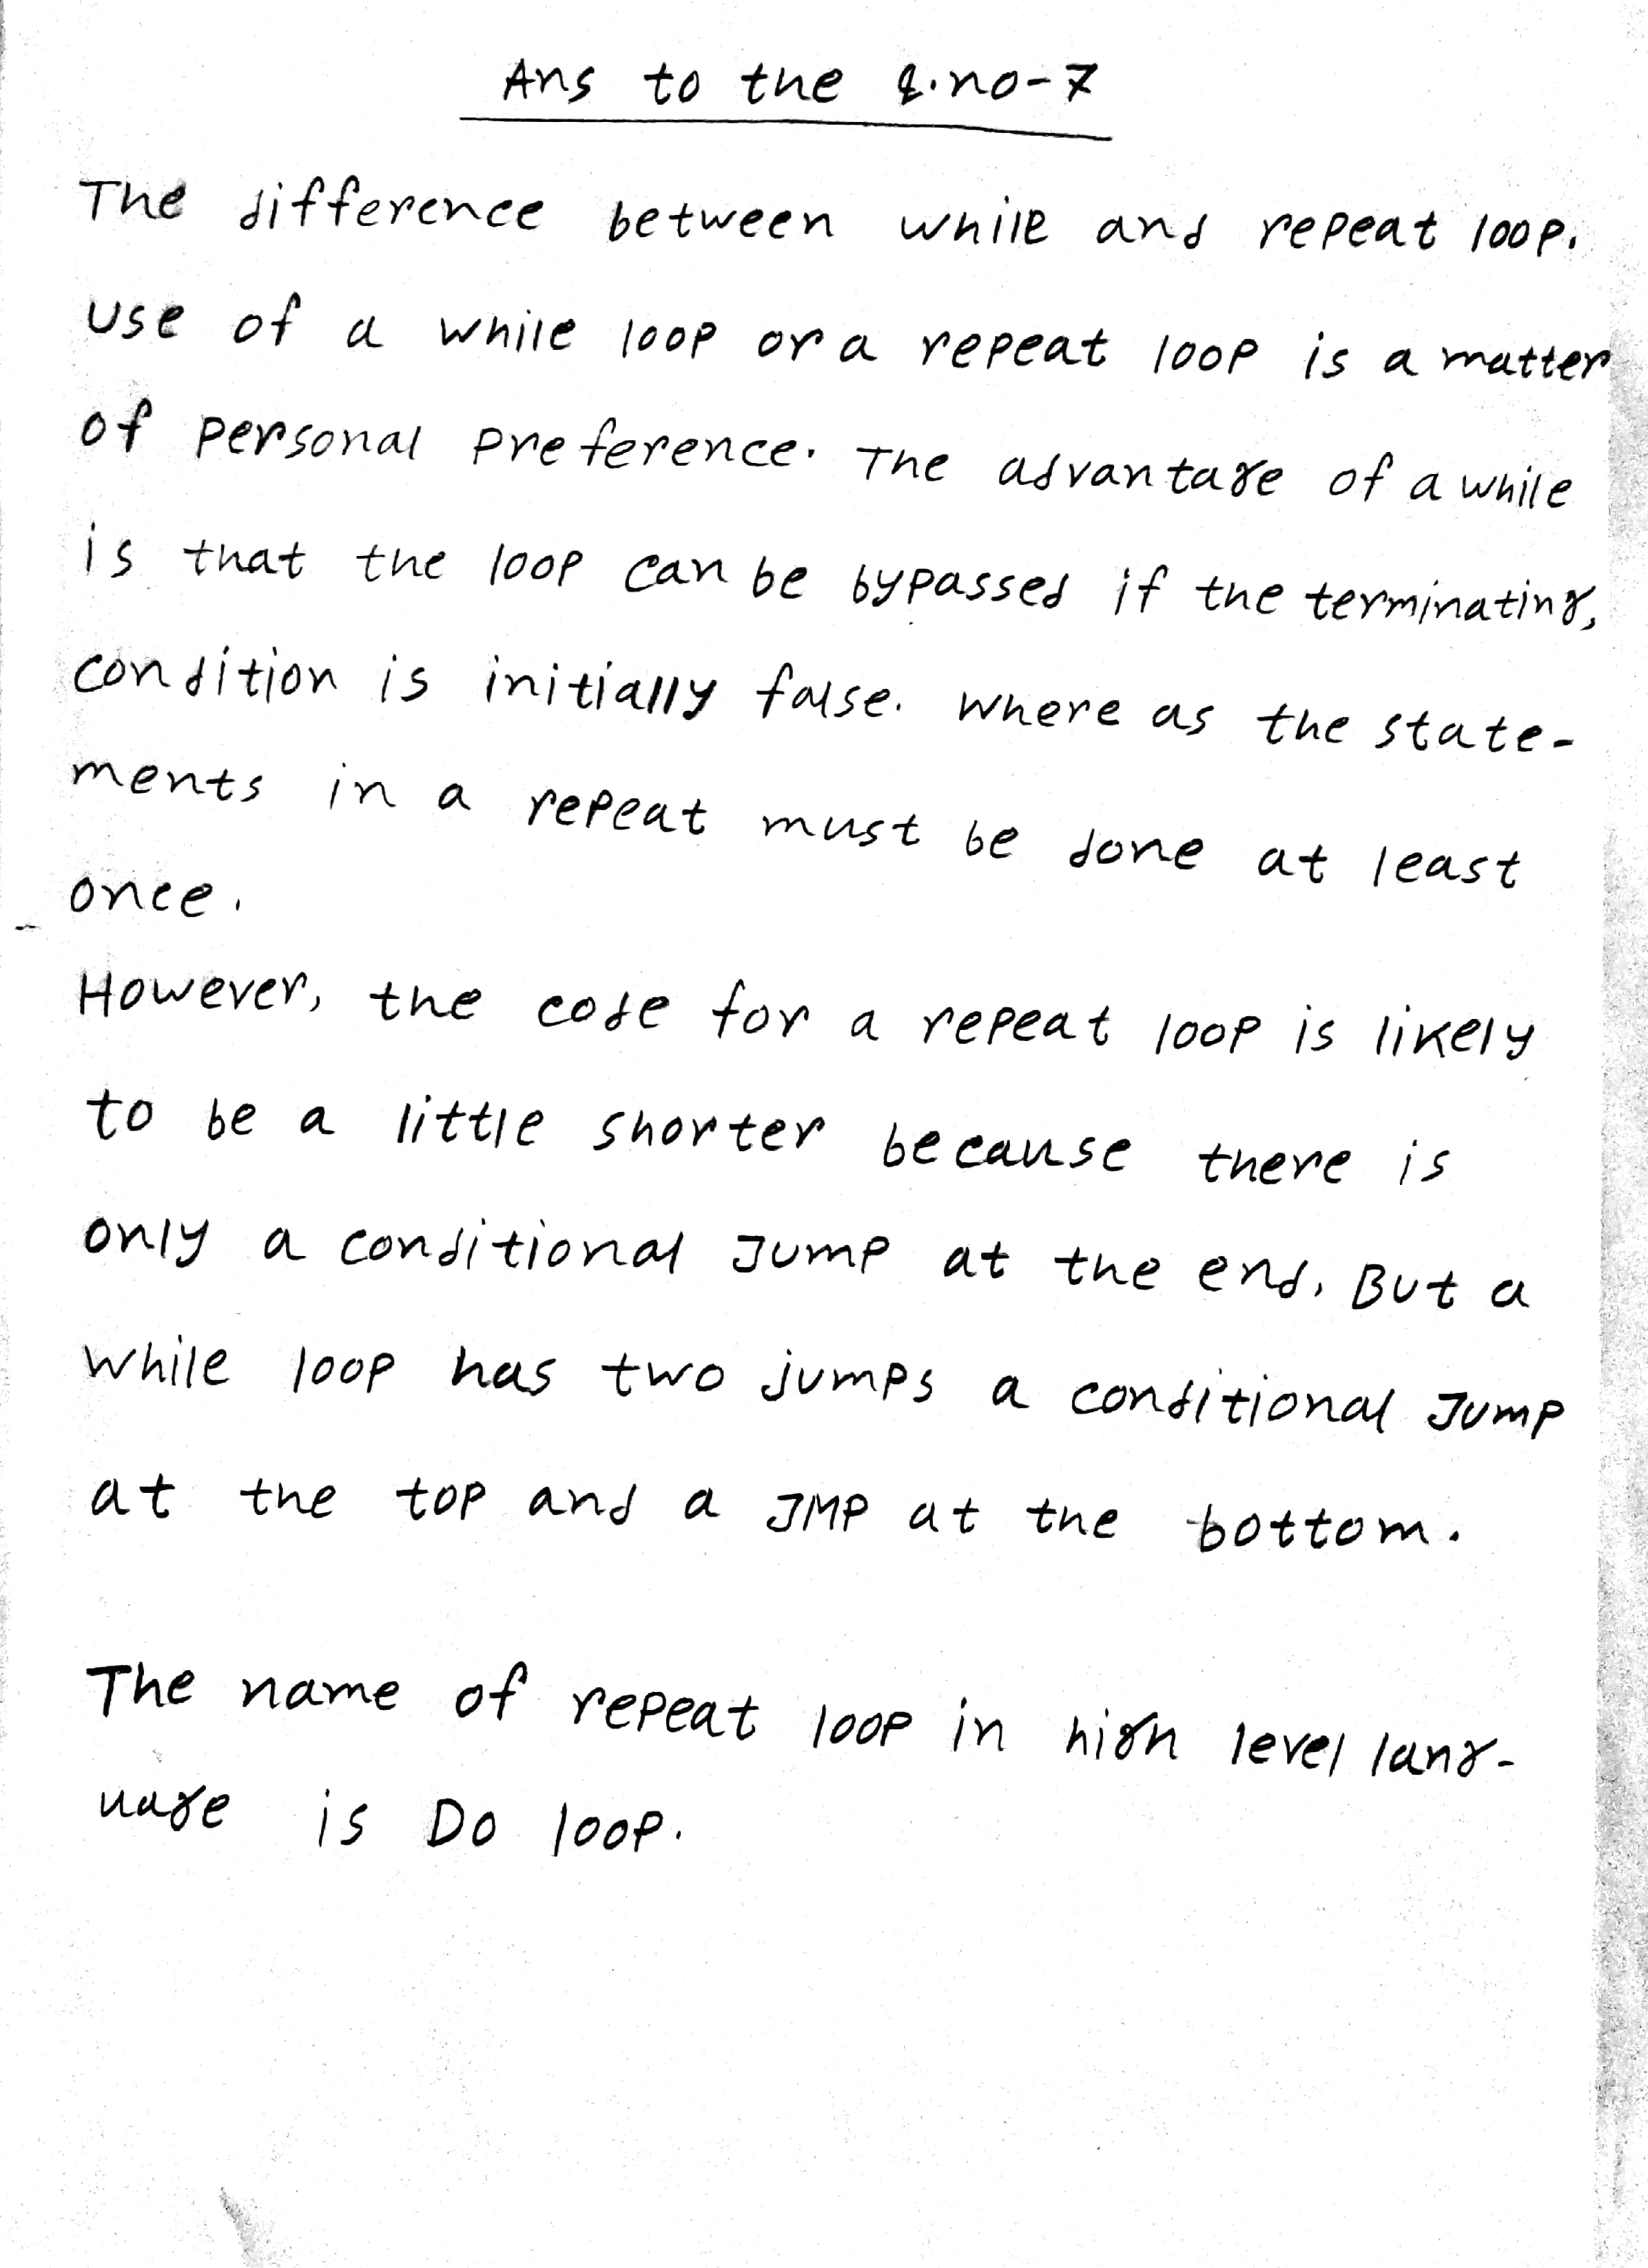 Ans to the q.no-7
The difference between while and repeat loop.
use of a while loop or a repeat loop is a matter
of personal preference. The advantage of a while
is that the loop can be bypassed if the terminating,
condition is initially false. where as the state-
ments in a repeat must be done at least
once.
However, the code for a repeat loop is likely
to be a little shorter because there is
only a conditional Jump at the end. But a
while loop has two jumps a conditional Jump
at the top and a JMP at the bottom.
The name of repeat loop in high level lang-
uage is Do loop.